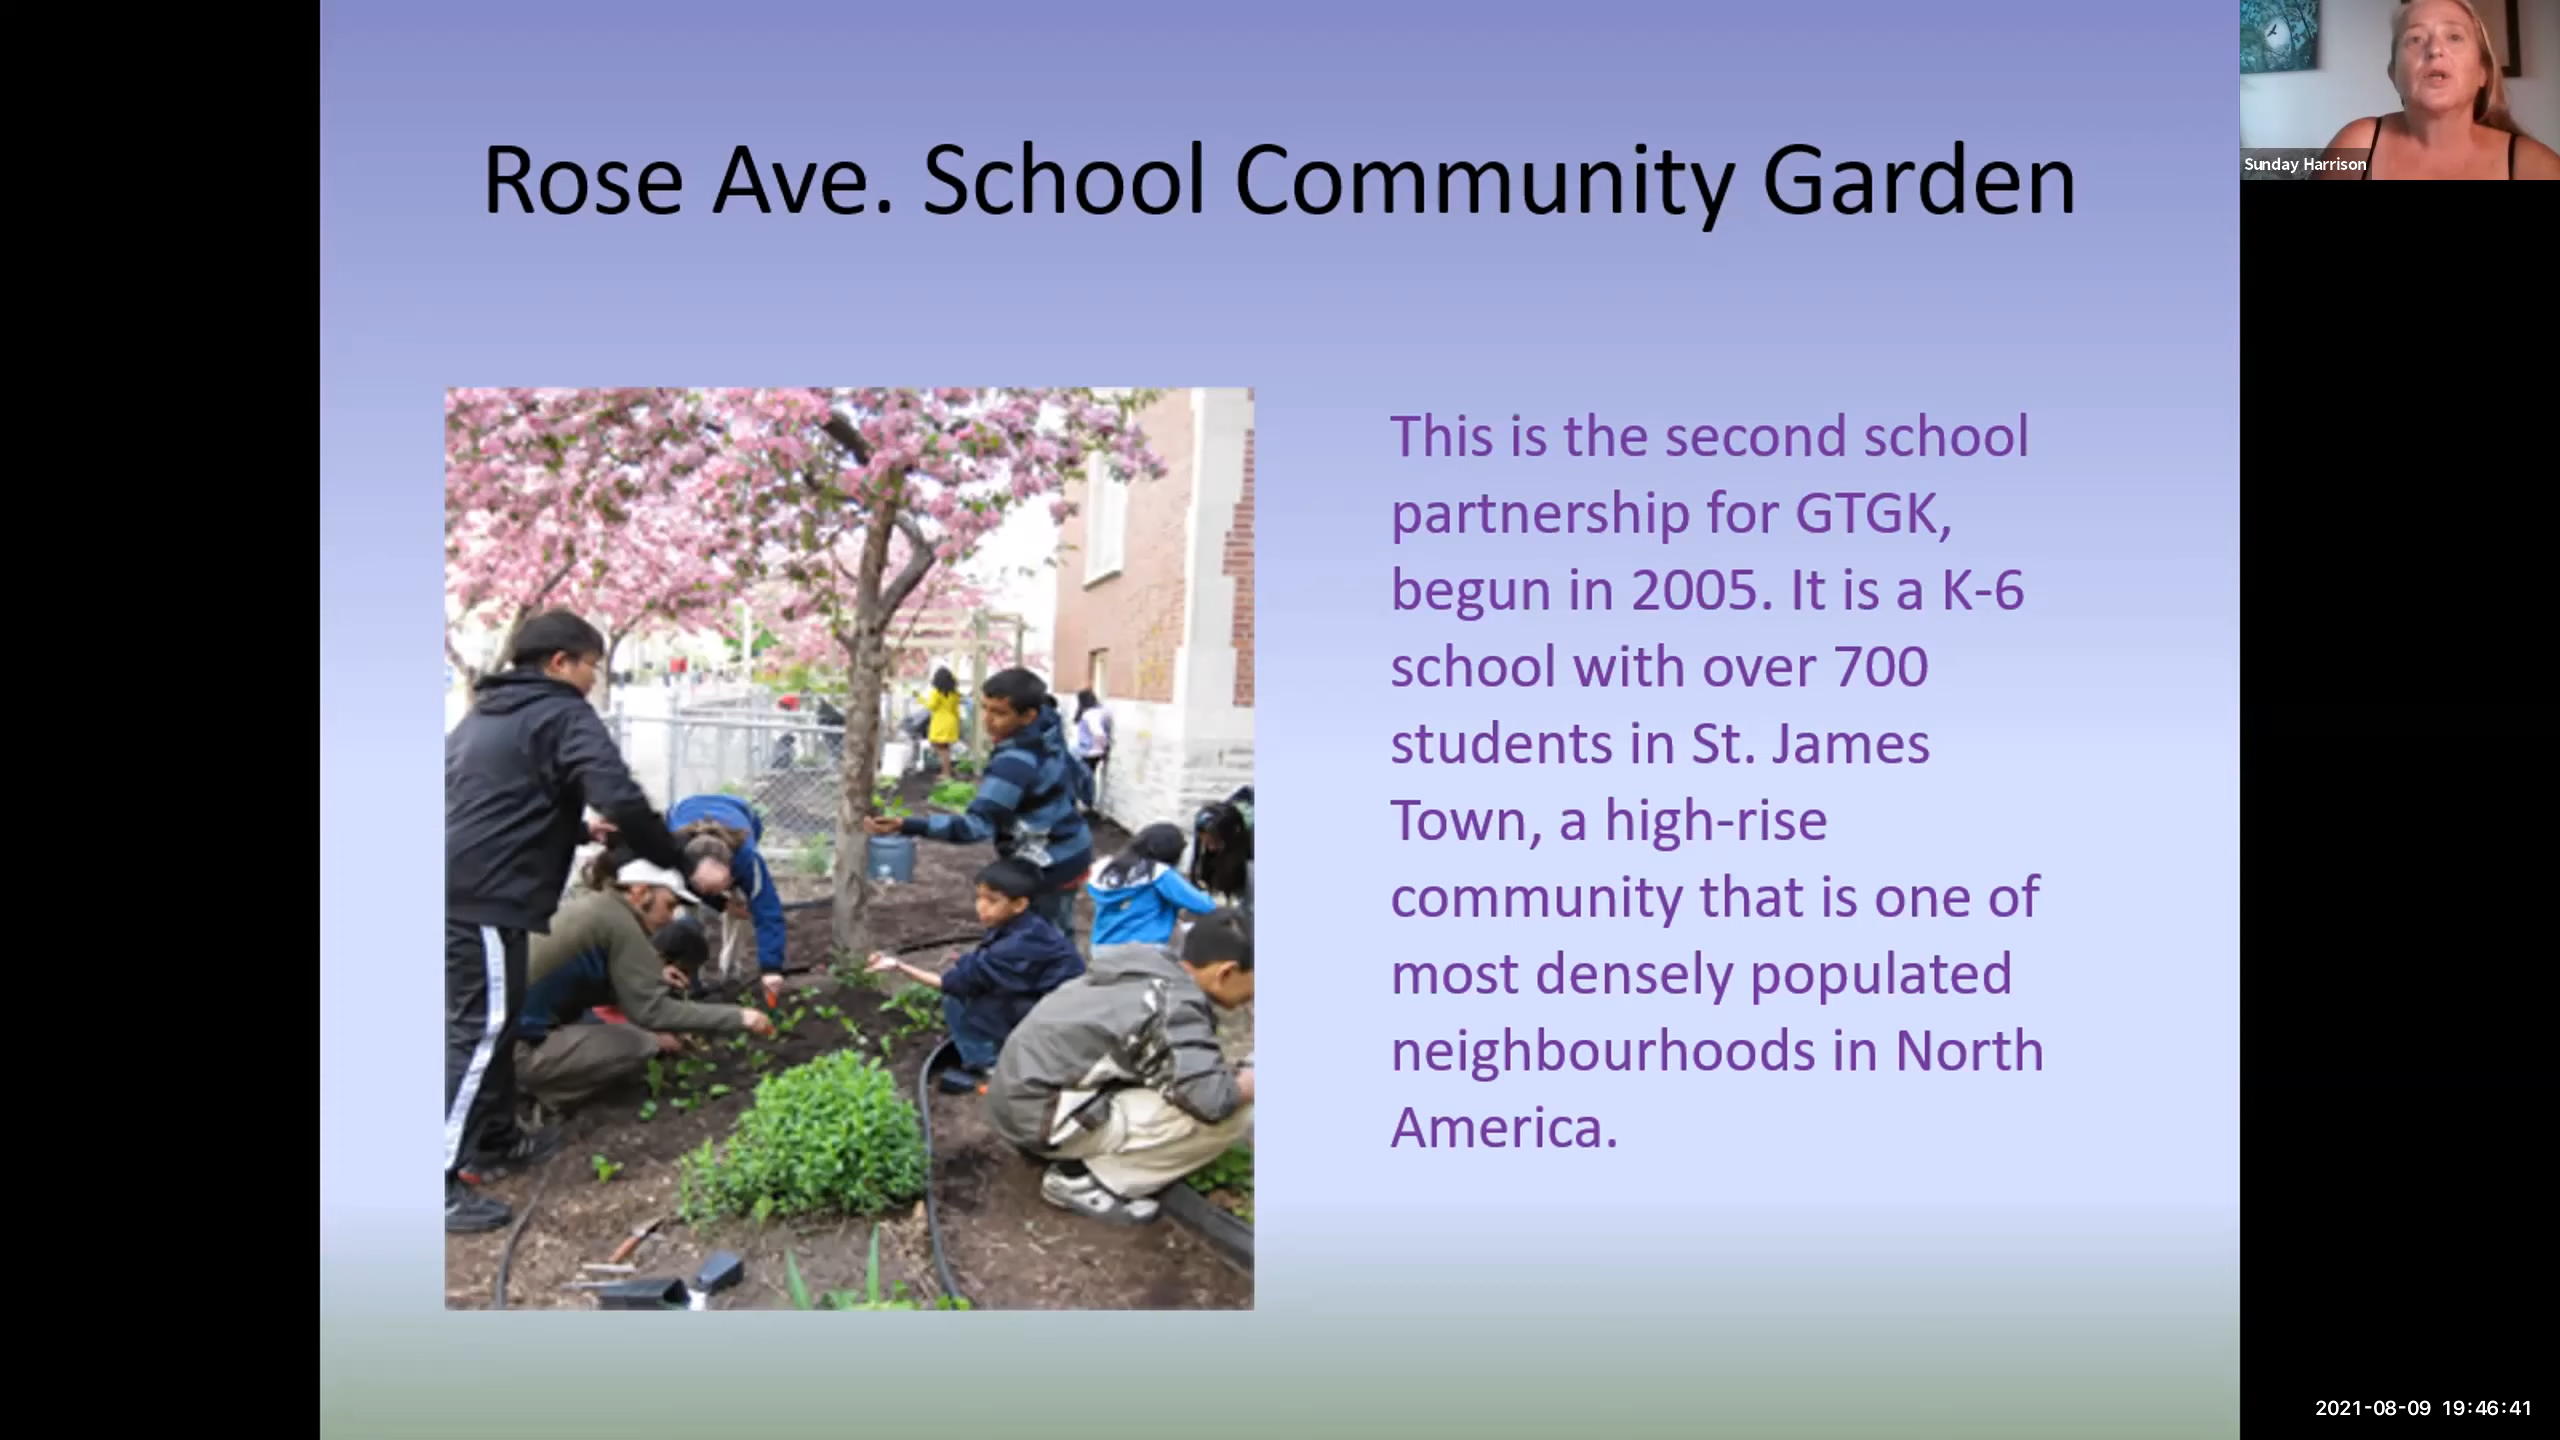 Rose Ave. School Community Garden
Sunday Harrison
This is the second school
partnership for GTGK,
begun in 2005. It is a K-6
school with over 700
students in St. James
Town, a high-rise
community that is one of
most densely populated
neighbourhoods in North
America.
2021-08-09 19:46:41